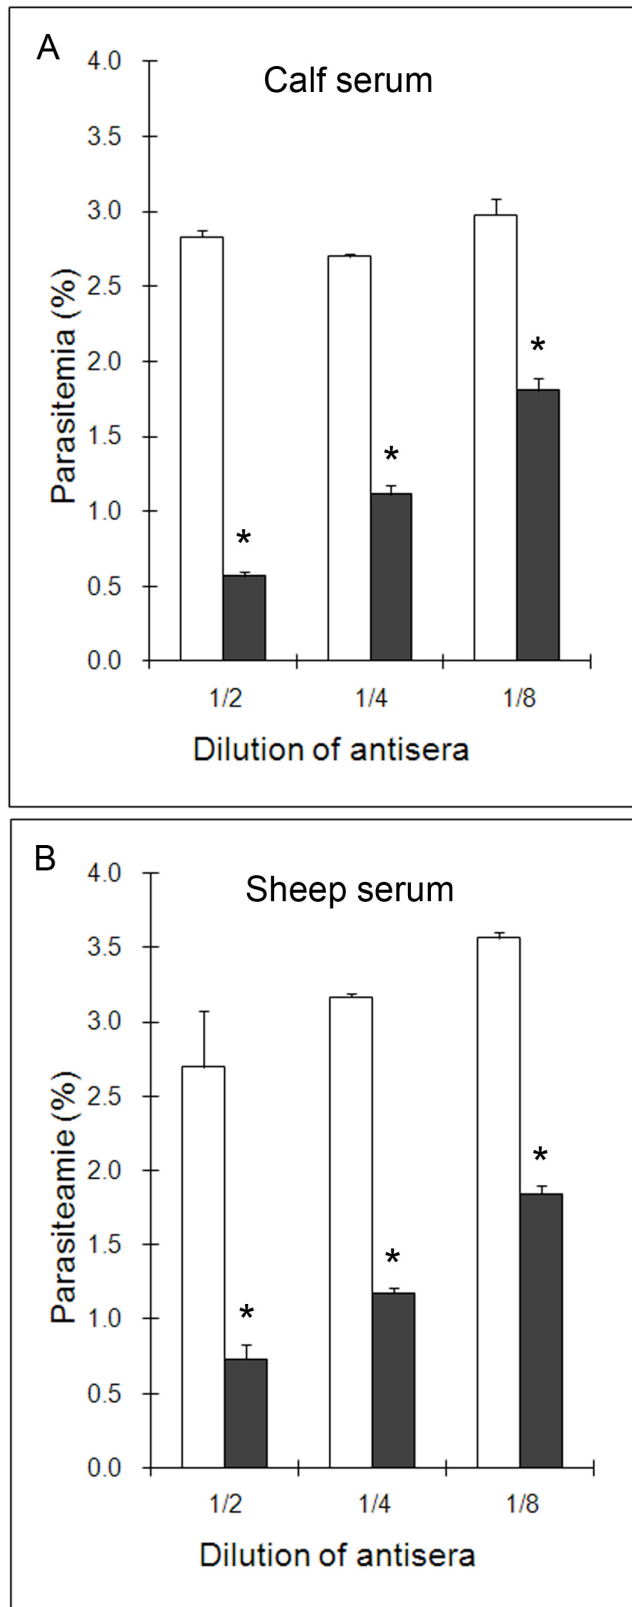 A
Calf serum
4.0
3.5
3.0
2.5
2.0
1.5
1.0
0.5
0.0
Parasitemia (%)
*
*
*
1/2 1/4 1/8
Dilution of antisera
B
Sheep serum
4.0
3.5
3.0
2.5
2.0
1.5
1.0
0.5
0.0
Parasiteamie (%)
*
*
*
1/2 1/4 1/8
Dilution of antisera